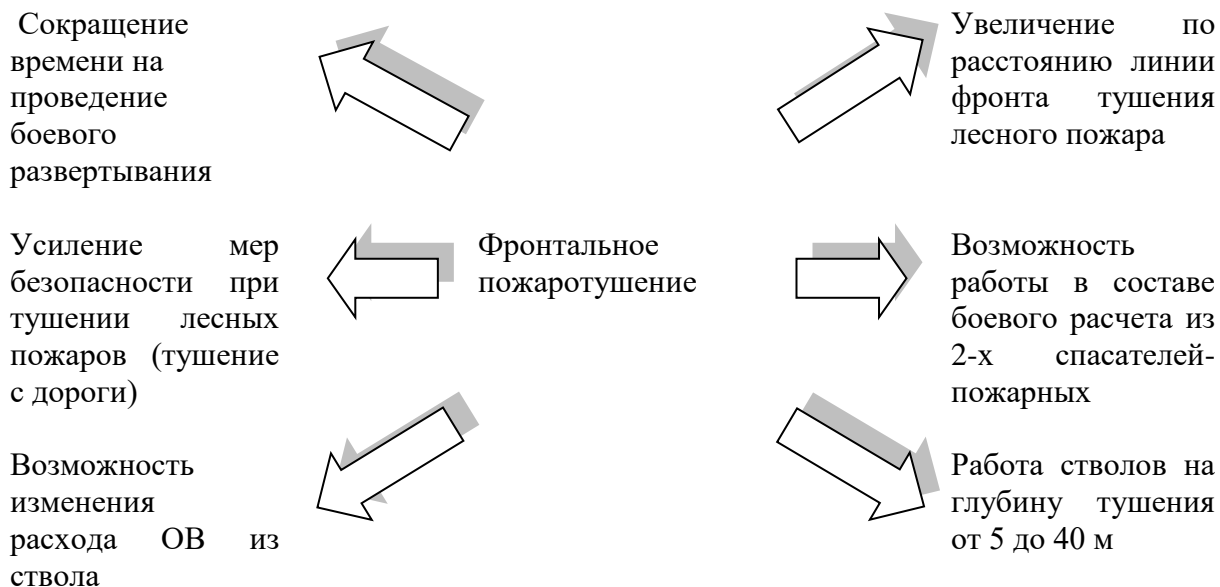 Сокращение
времени на
проведение
боевого
развертывания
Увеличение по
расстоянию линии
фронта тушения
лесного пожара
Усиление мер
безопасности при
тушении лесных
пожаров (тушение
с дороги)
Фронтальное
пожаротушение
Возможность
работы в составе
боевого расчета из
2-х спасателей-
пожарных
Возможность
изменения
расхода ОВ из
ствола
Работа стволов на
глубину тушения
от 5 до 40 м